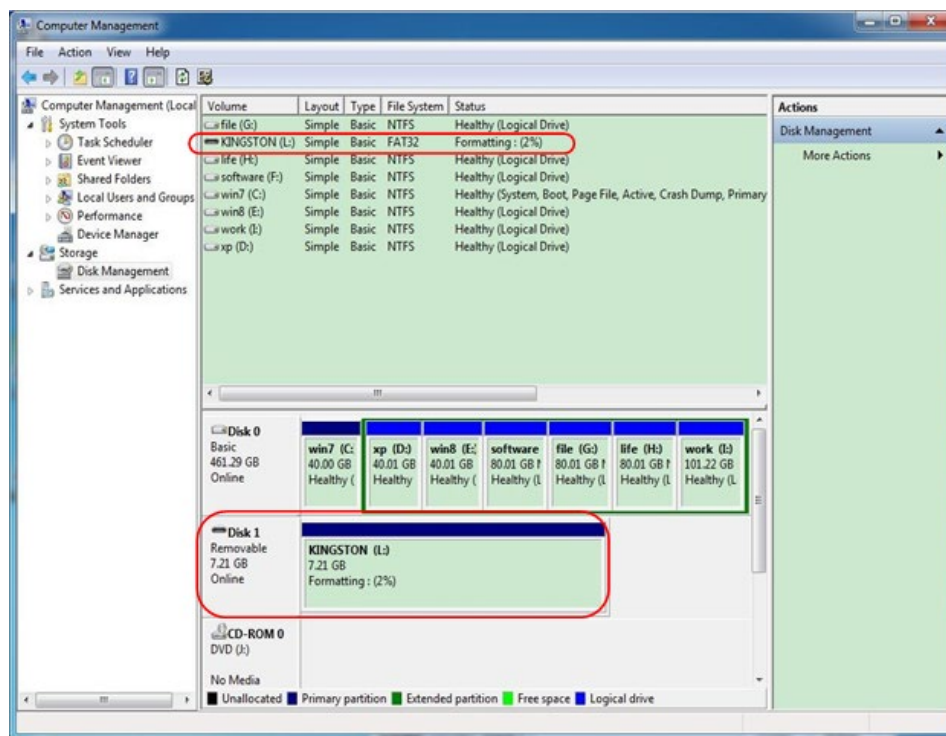 Computer Management
File Action View Help
Computer Management (Local
System Tools
Task Scheduler
Event Viewer
Shared Folders
Local Users and Groups
Performance
Device Manager
Storage
Disk Management
Services and Applications
Volume Layout Type File System Status
file (G:) Simple Basic NTFS Healthy (Logical Drive)
KINGSTON (L:) Simple Basic FAT32 Formatting : (2%)
life (H:) Simple Basic NTFS Healthy (Logical Drive)
software (F:) Simple Basic NTFS Healthy (Logical Drive)
win7 (C:) Simple Basic NTFS Healthy (System, Boot, Page File, Active, Crash Dump, Primary
win8 (E:) Simple Basic NTFS Healthy (Logical Drive)
work (I:) Simple Basic NTFS Healthy (Logical Drive)
xp (D:) Simple Basic NTFS Healthy (Logical Drive)
Actions
Disk Management
More Actions
Disk 0
Basic
461.29 GB
Online
win7 (C:
40.00 GB
Healthy (
xp (D:)
40.01 GB
Healthy
win8 (E:
40.01 GB
Healthy (
software
80.01 GB
Healthy (L
file (G:)
80.01 GB
Healthy (L
life (H:)
80.01 GB
Healthy (L
work (I:)
101.22 GB
Healthy (L
Disk 1
Removable
7.21 GB
Online
KINGSTON (L:)
7.21 GB
Formatting : (2%)
CD-ROM 0
DVD (J:)
No Media
Unallocated Primary partition Extended partition Free space Logical drive